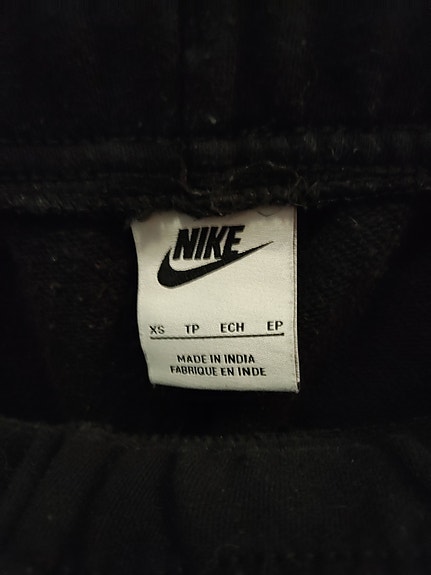 NIKE
XS TP ECH EP
MADE IN INDIA
FABRIQUE EN INDE